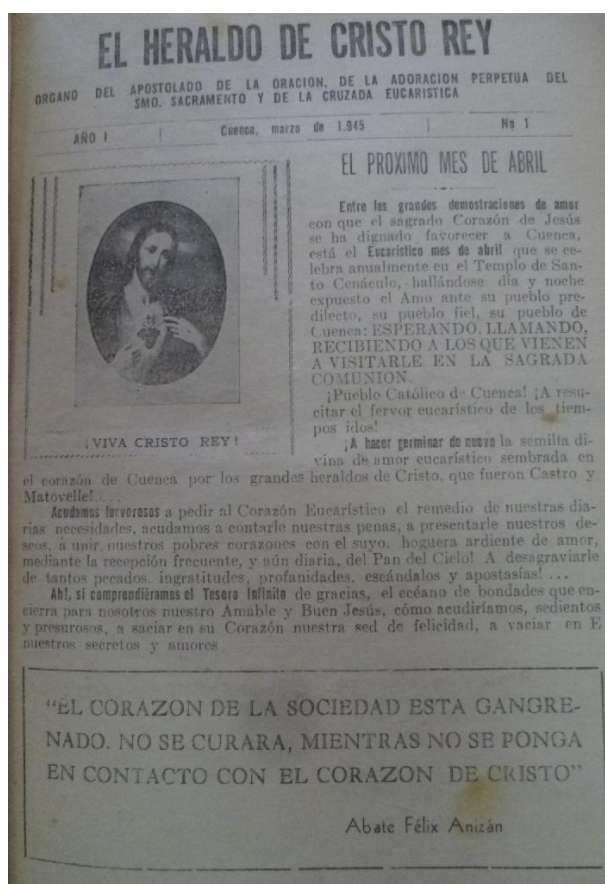 EL HERALDO DE CRISTO REY
ORGANO DEL APOSTOLADO DE LA ORACION, DE LA ADORACION PERPETUA DEL
SMO. SACRAMENTO Y DE LA CRUZADA EUCARISTICA
AÑO I | Cuenca, marzo de 1.945 | No 1
¡VIVA CRISTO REY!
EL PROXIMO MES DE ABRIL
Entre las grandes demostraciones de amor
con que el sagrado Corazón de Jesús
se ha dignado favorecer a Cuenca,
está el Eucarístico mes de abril que se ce-
lebra anualmente en el Templo de San-
to Cenáculo, hallándose dia y noche
expuesto el Amo ante su pueblo pre-
dilecto, su pueblo fiel, su pueblo de
Cuenca: ESPERANDO, LLAMANDO,
RECIBIENDO A LOS QUE VIENEN
A VISITARLE EN LA SAGRADA
COMUNION.
¡Pueblo Católico de Cuenca! ¡A resu-
citar el fervor eucarístico de los tiem-
pos idos!
¡A hacer germinar de nuevo la semilla di-
vina de amor eucarístico sembrada en
el corazón de Cuenca por los grandes heraldos de Cristo, que fueron Castro y
Matovelle!....
Acudamos fervorosos a pedir al Corazón Eucarístico el remedio de nuestras dia-
rias necesidades, acudamos a contarle nuestras penas, a presentarle nuestros de-
seos, a unir nuestros pobres corazones con el suyo, hoguera ardiente de amor,
mediante la recepción frecuente, y aún diaria, del Pan del Cielo! A desagraviarle
de tantos pecados, ingratitudes, profanidades, escándalos y apostasías! ...
Ah!, si comprendiéramos el Tesoro Infinito de gracias, el océano de bondades que en-
cierra para nosotros nuestro Amable y Buen Jesús, cómo acudiríamos, sedientos
y presurosos, a saciar en su Corazón nuestra sed de felicidad, a vaciar en E
nuestros secretos y amores
"EL CORAZON DE LA SOCIEDAD ESTA GANGRE-
NADO. NO SE CURARA, MIENTRAS NO SE PONGA
EN CONTACTO CON EL CORAZON DE CRISTO"
Abate Félix Anizán